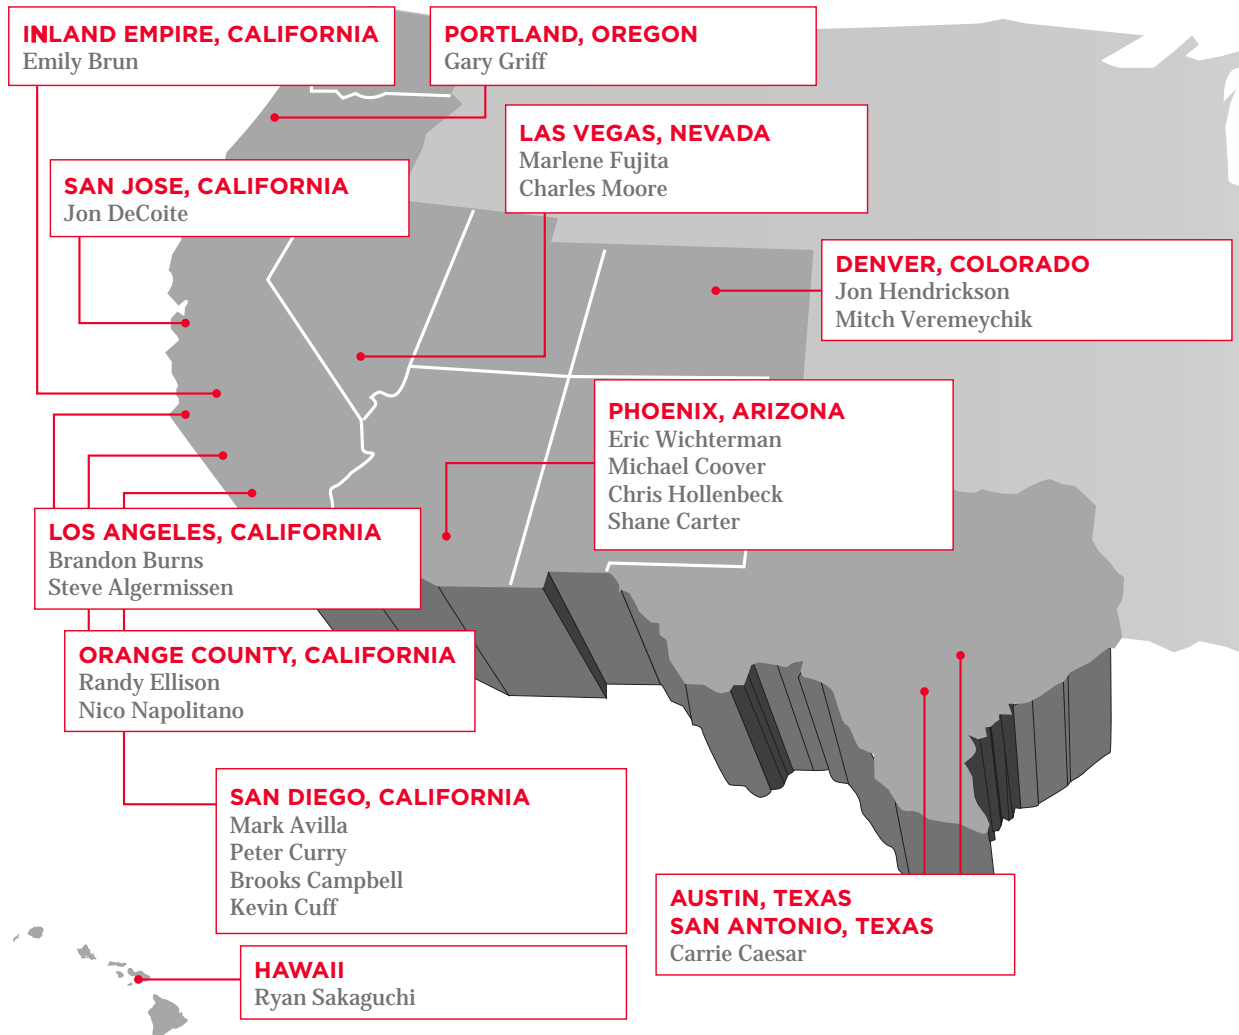 INLAND EMPIRE, CALIFORNIA
Emily Brun
PORTLAND, OREGON
Gary Griff
LAS VEGAS, NEVADA
Marlene Fujita
Charles Moore
SAN JOSE, CALIFORNIA
Jon DeCoite
DENVER, COLORADO
Jon Hendrickson
Mitch Veremeychik
PHOENIX, ARIZONA
Eric Wichterman
Michael Coover
Chris Hollenbeck
Shane Carter
LOS ANGELES, CALIFORNIA
Brandon Burns
Steve Algermissen
ORANGE COUNTY, CALIFORNIA
Randy Ellison
Nico Napolitano
SAN DIEGO, CALIFORNIA
Mark Avilla
Peter Curry
Brooks Campbell
Kevin Cuff
AUSTIN, TEXAS
SAN ANTONIO, TEXAS
Carrie Caesar
HAWAII
Ryan Sakaguchi